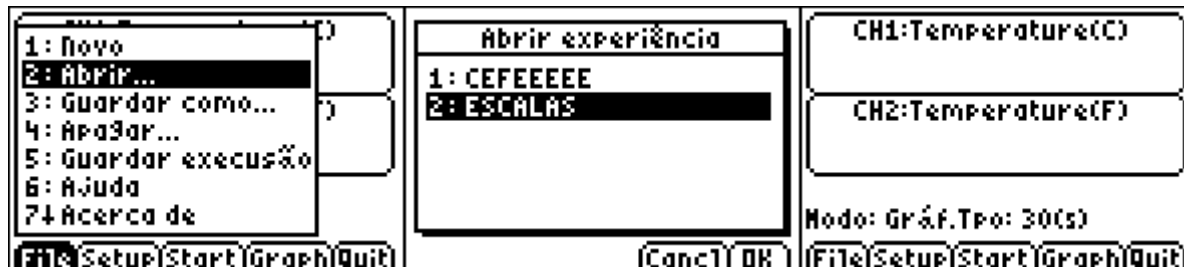 1: Novo
2: Abrir...
3: Guardar como...
4: Apagar...
5: Guardar execusão
6: Ajuda
7↓Acerca de
File Setup Start Graph Quit
Abrir experiência
1: CEFEEEEE
2: ESCALAS
Cancl OK
CH1:Temperature(C)
CH2:Temperature(F)
Modo: Gráf.Tpo: 30(s)
File Setup Start Graph Quit